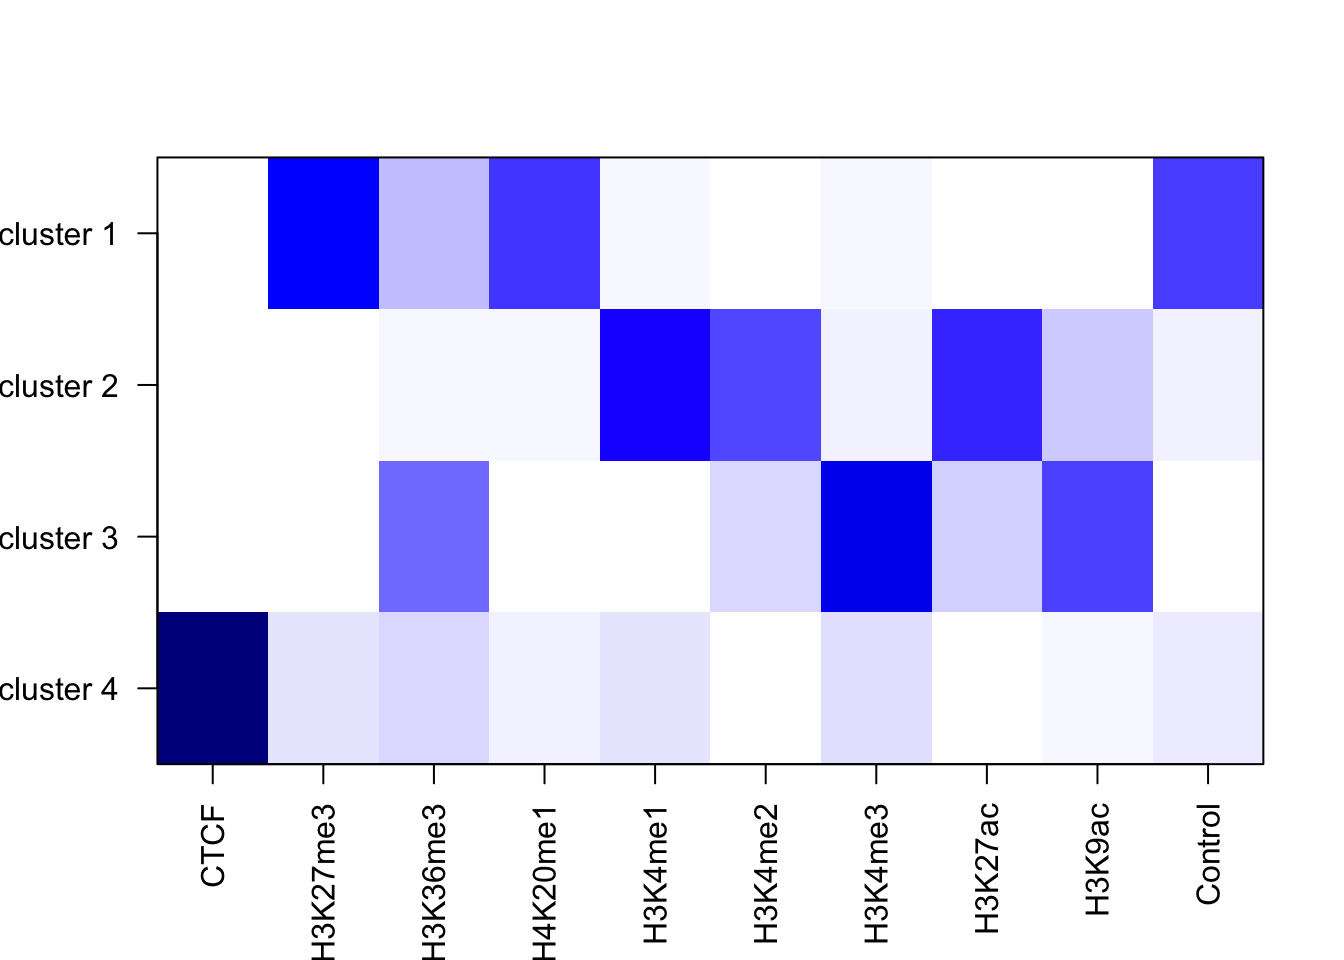 cluster 1
cluster 2
cluster 3
cluster 4
CTCF
H3K27me3
H3K36me3
H4K20me1
H3K4me1
H3K4me2
H3K4me3
H3K27ac
H3K9ac
Control